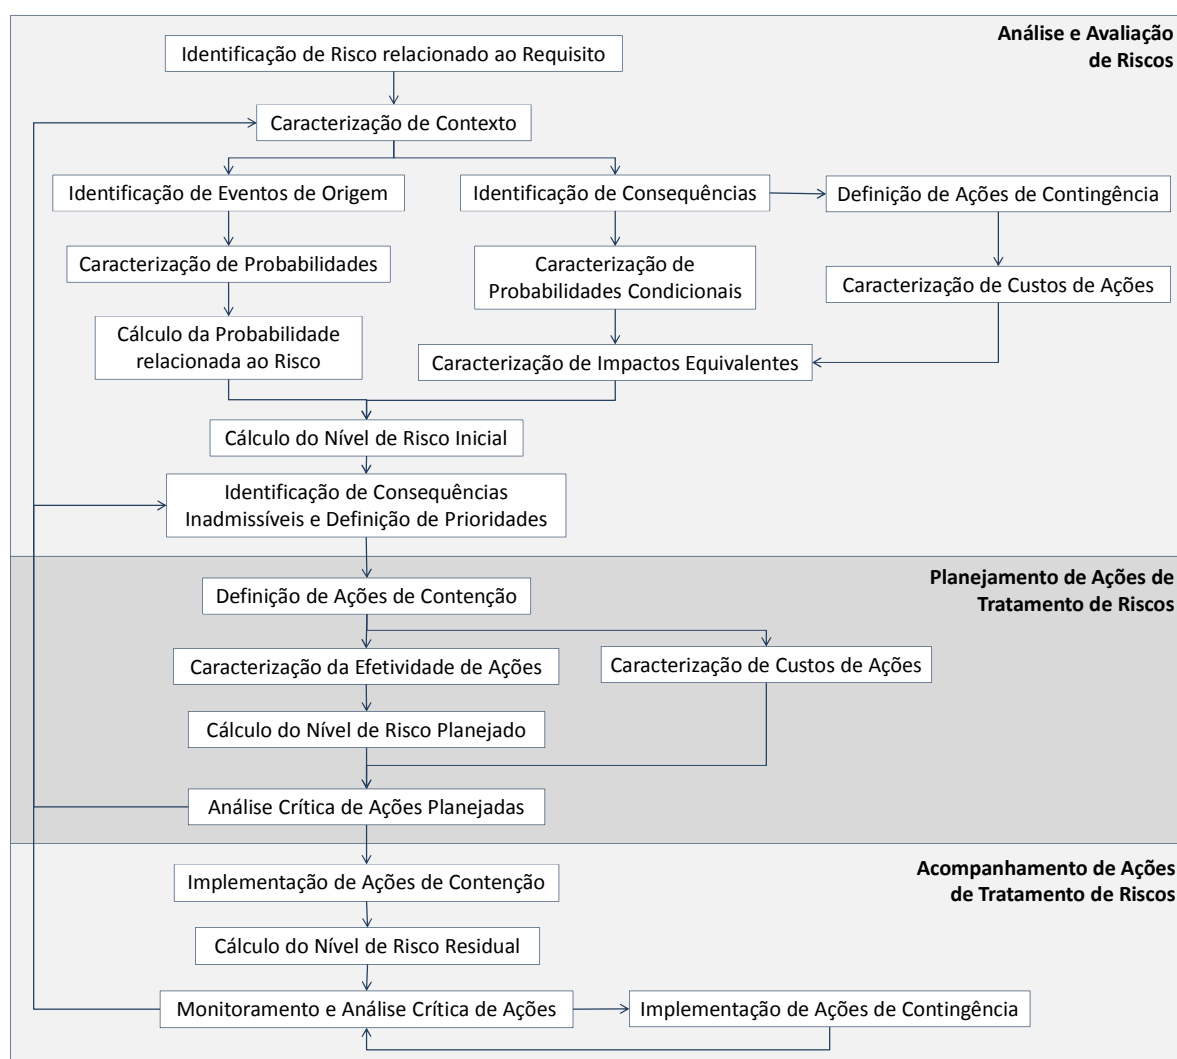 Análise e Avaliação
de Riscos
Identificação de Risco relacionado ao Requisito
Caracterização de Contexto
Identificação de Eventos de Origem
Identificação de Consequências
Definição de Ações de Contingência
Caracterização de Probabilidades
Caracterização de
Probabilidades Condicionais
Caracterização de Custos de Ações
Cálculo da Probabilidade
relacionada ao Risco
Caracterização de Impactos Equivalentes
Cálculo do Nível de Risco Inicial
Identificação de Consequências
Inadmissíveis e Definição de Prioridades
Planejamento de Ações de
Tratamento de Riscos
Definição de Ações de Contenção
Caracterização da Efetividade de Ações
Caracterização de Custos de Ações
Cálculo do Nível de Risco Planejado
Análise Crítica de Ações Planejadas
Acompanhamento de Ações
de Tratamento de Riscos
Implementação de Ações de Contenção
Cálculo do Nível de Risco Residual
Monitoramento e Análise Crítica de Ações
Implementação de Ações de Contingência